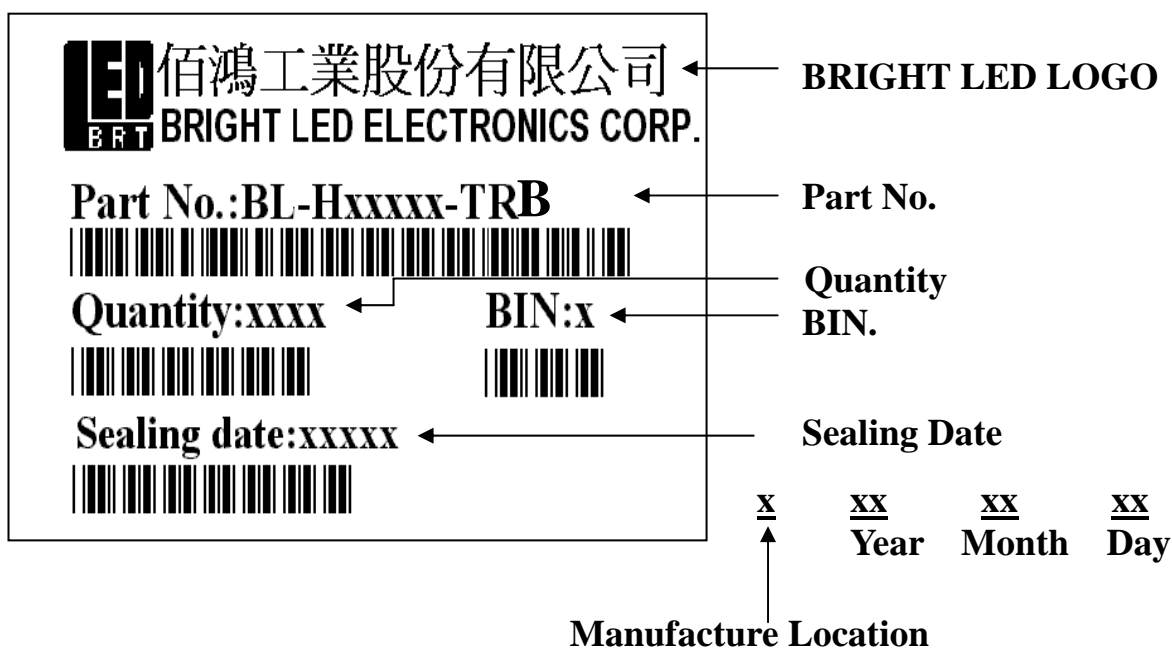 LED 佰鴻工業股份有限公司 BRIGHT LED LOGO
BRT BRIGHT LED ELECTRONICS CORP.
Part No.:BL-Hxxxxx-TRB Part No.
Quantity
Quantity:xxxx BIN:x BIN.
Sealing date:xxxxx Sealing Date
x xx xx xx
Year Month Day
Manufacture Location